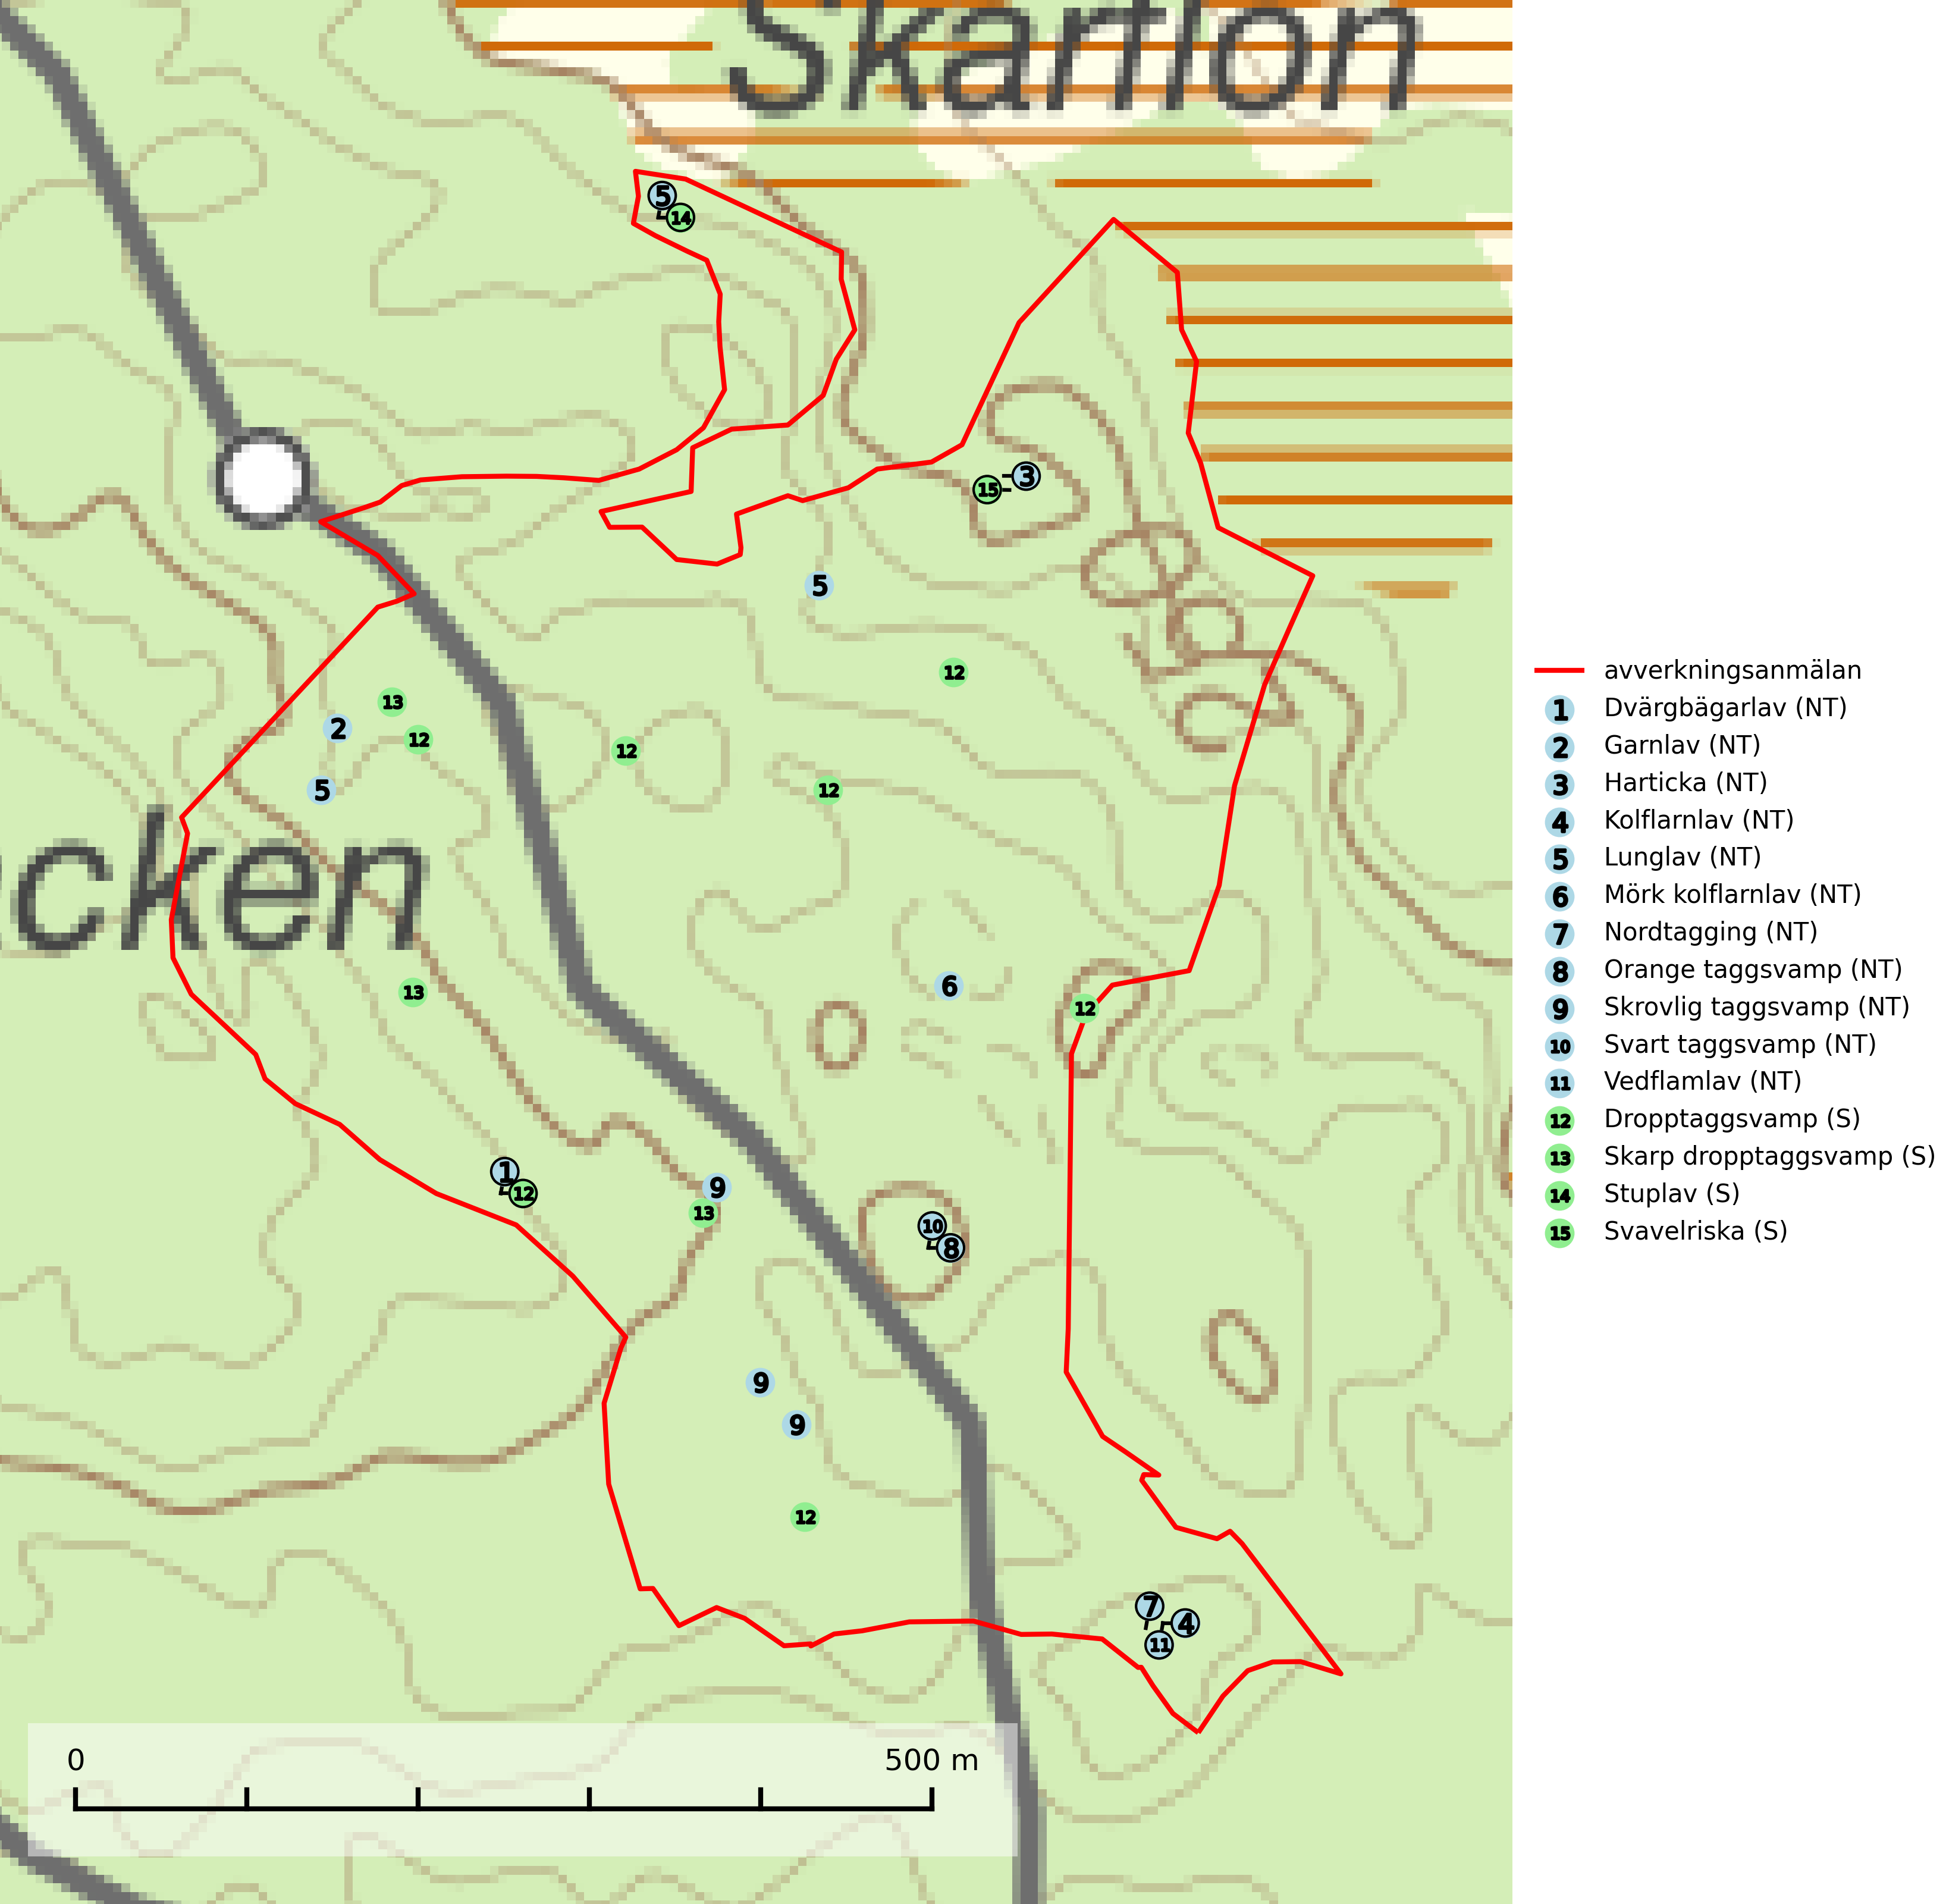 Skarflon
5
14
3
15
5
12
13
2
12
12
5
12
cken
13
6
12
1
12
9
13
10
8
9
9
12
7
4
11
0 500 m
avverkningsanmälan
1 Dvärgbägarlav (NT)
2 Garnlav (NT)
3 Harticka (NT)
4 Kolflarnlav (NT)
5 Lunglav (NT)
6 Mörk kolflarnlav (NT)
7 Nordtagging (NT)
8 Orange taggsvamp (NT)
9 Skrovlig taggsvamp (NT)
10 Svart taggsvamp (NT)
11 Vedflamlav (NT)
12 Dropptaggsvamp (S)
13 Skarp dropptaggsvamp (S)
14 Stuplav (S)
15 Svavelriska (S)